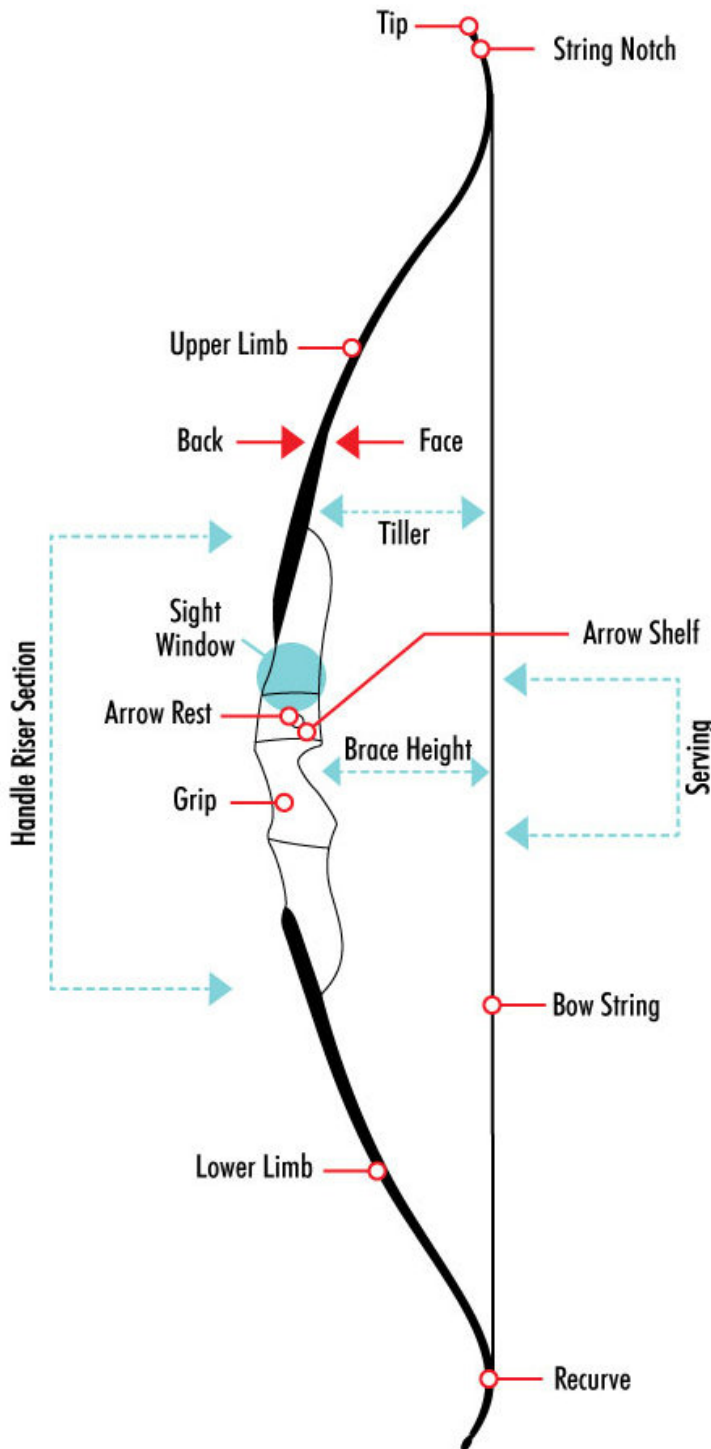 Tip
String Notch
Upper Limb
Back
Face
Tiller
Sight
Window
Arrow Shelf
Arrow Rest
Brace Height
Grip
Handle Riser Section
Serving
Bow String
Lower Limb
Recurve